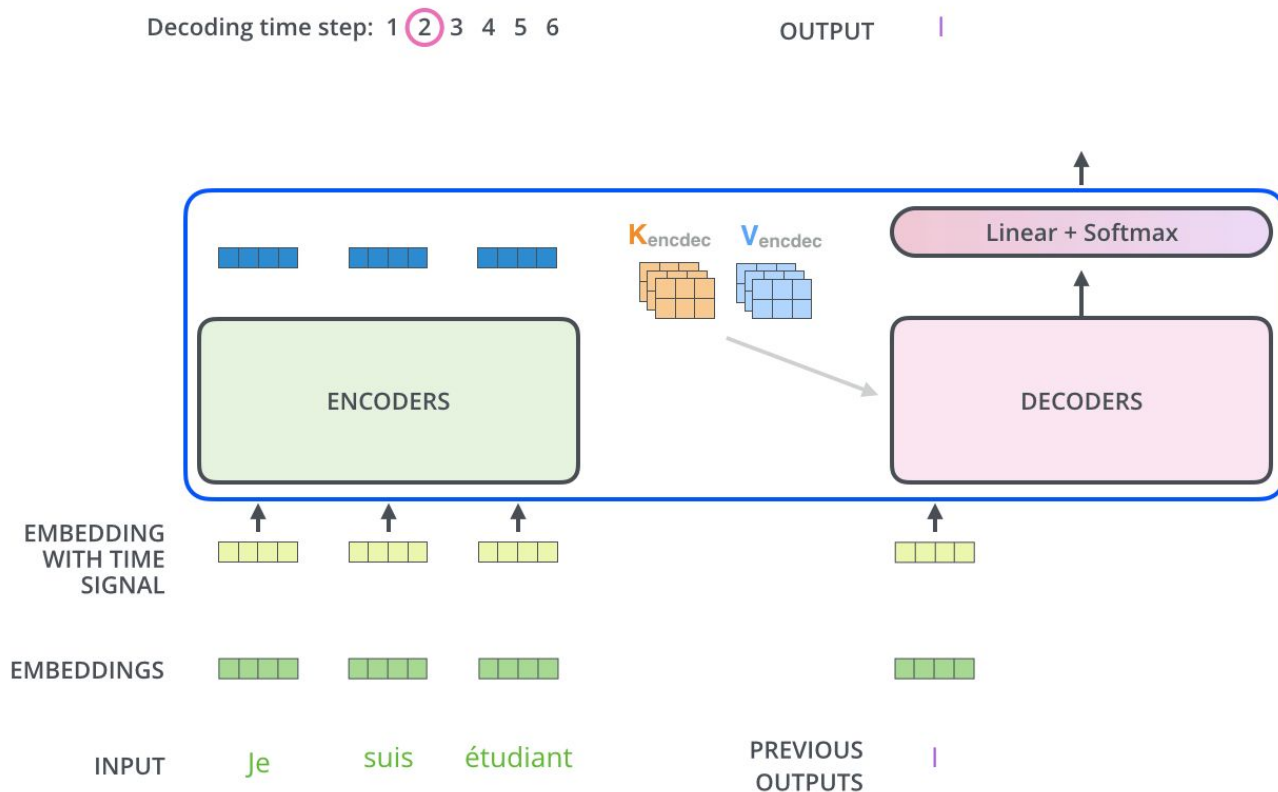 Decoding time step: 1 2 3 4 5 6
OUTPUT I
Kencdec Vencdec
Linear + Softmax
ENCODERS
DECODERS
EMBEDDING
WITH TIME
SIGNAL
EMBEDDINGS
INPUT Je suis étudiant
PREVIOUS
OUTPUTS I